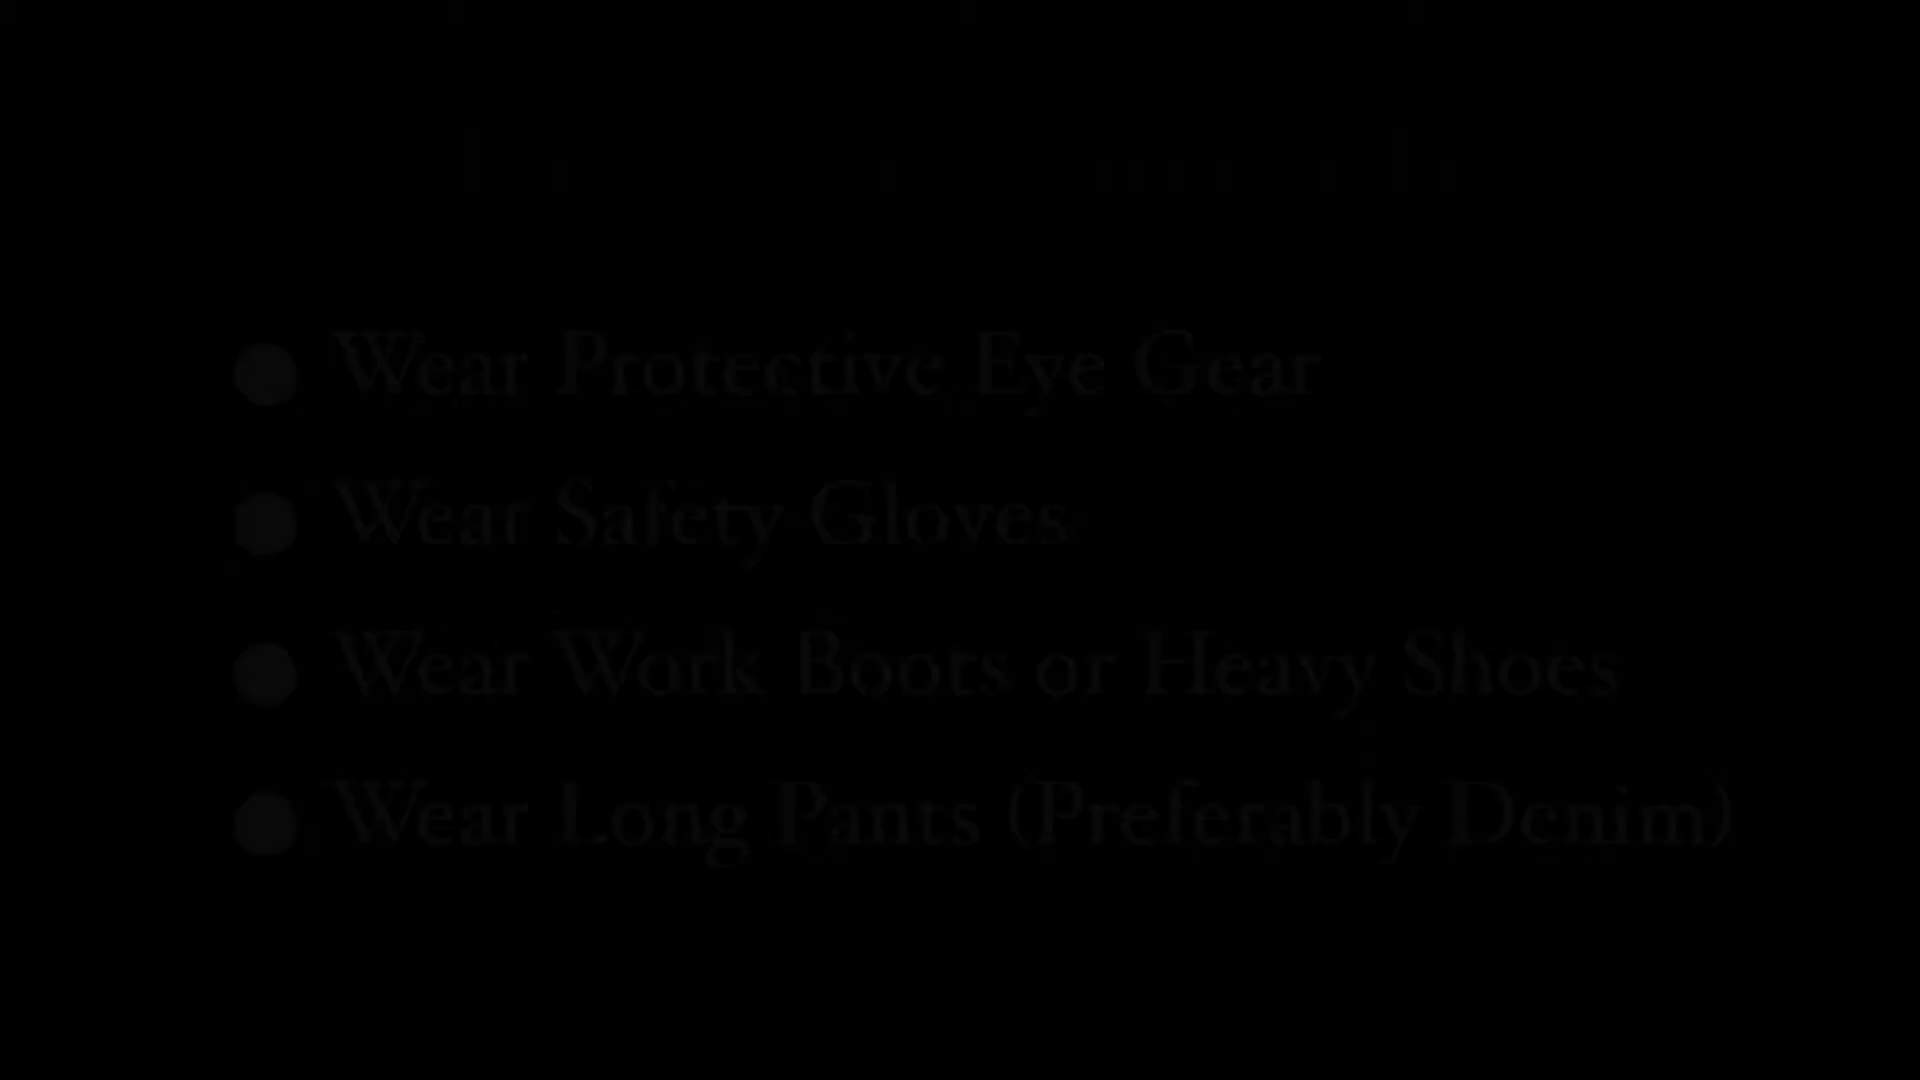 Wear Protective Eye Gear
Wear Safety Gloves
Wear Work Boots or Heavy Shoes
Wear Long Pants (Preferably Denim)